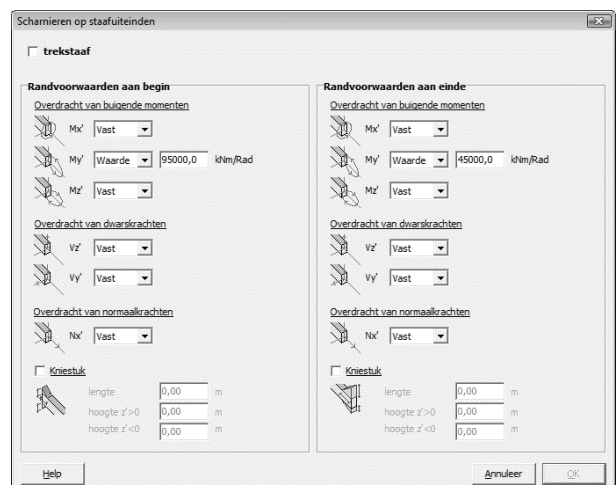 Scharnieren op staafuiteinden
trekstaaf
Randvoorwaarden aan begin
Overdracht van buigende momenten
Mx' Vast
My' Waarde 95000,0 kNm/Rad
Mz' Vast
Overdracht van dwarskrachten
Vz' Vast
Vy' Vast
Overdracht van normaalkrachten
Nx' Vast
Kniestuk
lengte 0,00 m
hoogte z'>0 0,00 m
hoogte z'<0 0,00 m
Randvoorwaarden aan einde
Overdracht van buigende momenten
Mx' Vast
My' Waarde 45000,0 kNm/Rad
Mz' Vast
Overdracht van dwarskrachten
Vz' Vast
Vy' Vast
Overdracht van normaalkrachten
Nx' Vast
Kniestuk
lengte 0,00 m
hoogte z'>0 0,00 m
hoogte z'<0 0,00 m
Help Annuleer OK